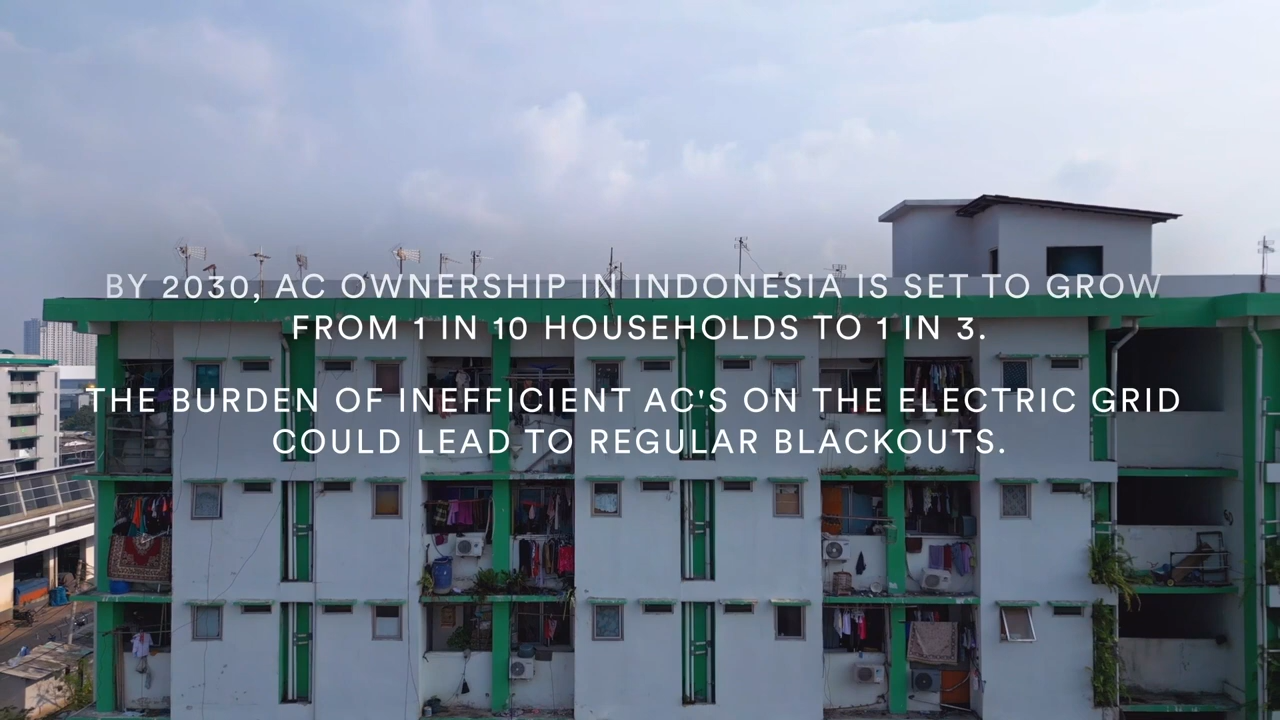 BY 2030, AC OWNERSHIP IN INDONESIA IS SET TO GROW
FROM 1 IN 10 HOUSEHOLDS TO 1 IN 3.
THE BURDEN OF INEFFICIENT AC'S ON THE ELECTRIC GRID
COULD LEAD TO REGULAR BLACKOUTS.